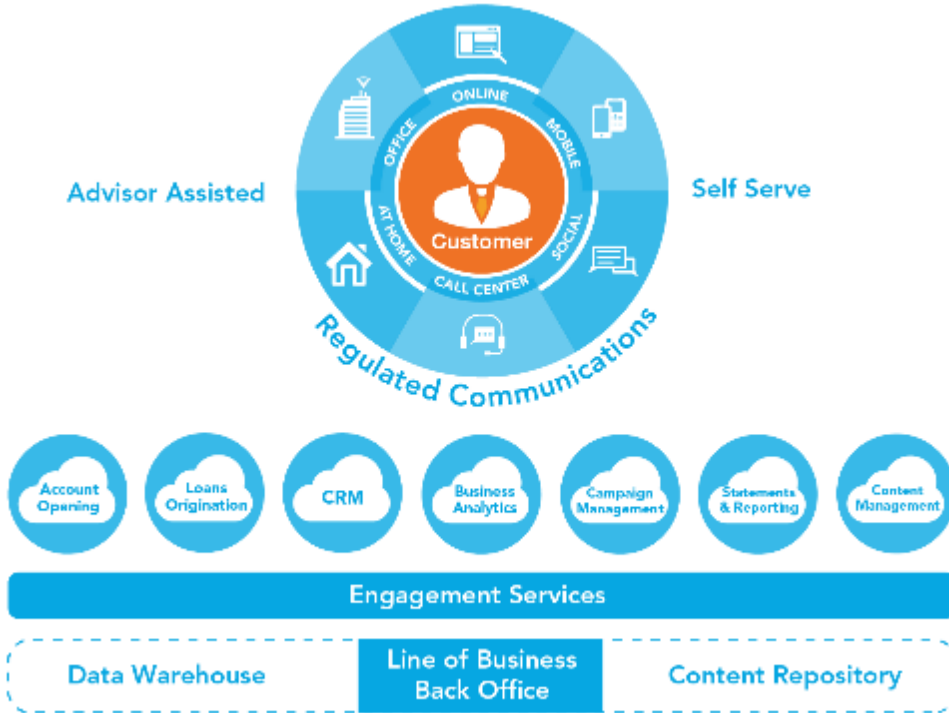 ONLINE
OFFICE
MOBILE
Advisor Assisted
Self Serve
AT HOME
Customer
SOCIAL
CALL CENTER
Regulated Communications
Account
Opening
Loans
Origination
CRM
Business
Analytics
Campaign
Management
Statements
& Reporting
Content
Management
Engagement Services
Data Warehouse
Line of Business
Back Office
Content Repository